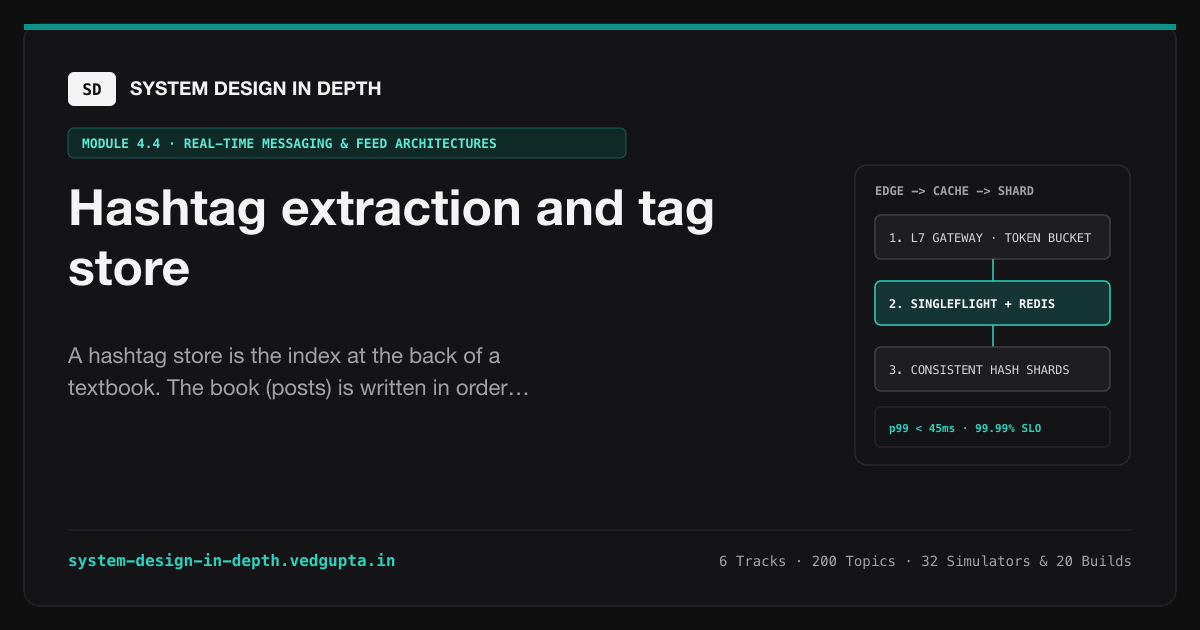 SD
SYSTEM DESIGN IN DEPTH
MODULE 4.4 · REAL-TIME MESSAGING & FEED ARCHITECTURES
Hashtag extraction and tag
store
A hashtag store is the index at the back of a
textbook. The book (posts) is written in order…
EDGE -> CACHE -> SHARD
1. L7 GATEWAY · TOKEN BUCKET
2. SINGLEFLIGHT + REDIS
3. CONSISTENT HASH SHARDS
p99 < 45ms · 99.99% SLO
system-design-in-depth.vedgupta.in
6 Tracks · 200 Topics · 32 Simulators & 20 Builds